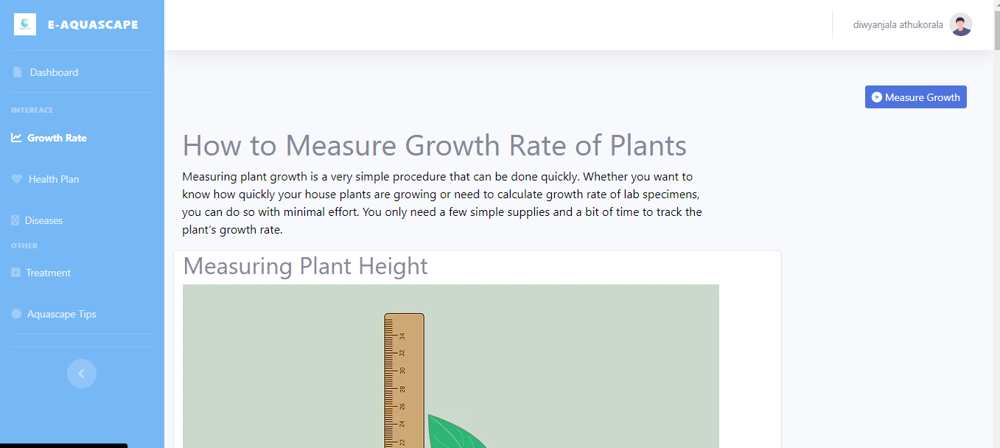 E-AQUASCAPE
diwyanjala athukorala
Dashboard
INTERFACE
Growth Rate
Health Plan
Diseases
OTHER
Treatment
Aquascape Tips
Measure Growth
How to Measure Growth Rate of Plants
Measuring plant growth is a very simple procedure that can be done quickly. Whether you want to
know how quickly your house plants are growing or need to calculate growth rate of lab specimens,
you can do so with minimal effort. You only need a few simple supplies and a bit of time to track the
plant’s growth rate.
Measuring Plant Height
34
32
30
28
26
24
22